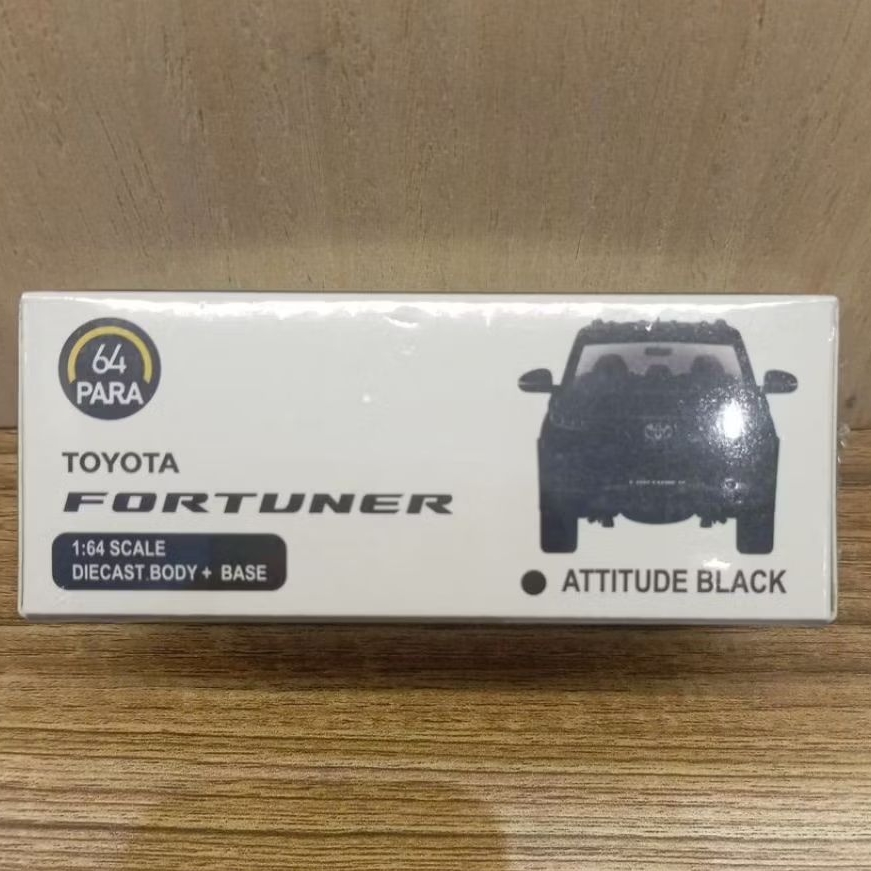 64
PARA
TOYOTA
FORTUNER
1:64 SCALE
DIECAST BODY + BASE
ATTITUDE BLACK